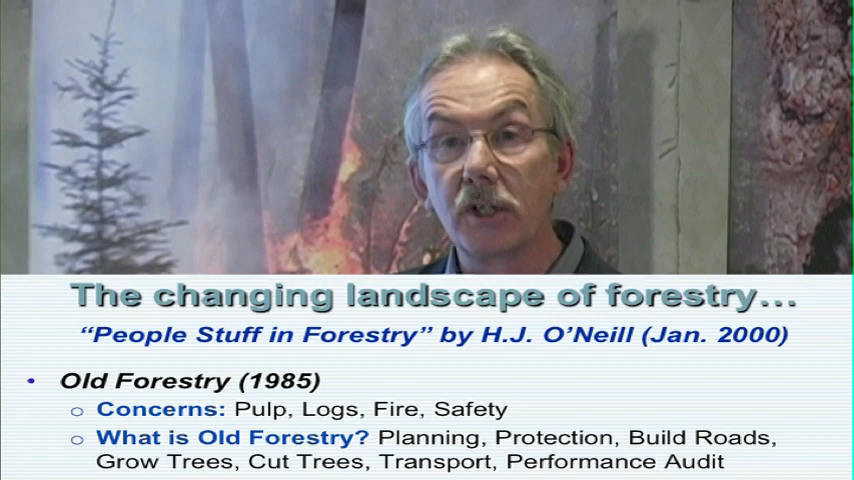 The changing landscape of forestry...
“People Stuff in Forestry” by H.J. O’Neill (Jan. 2000)
• Old Forestry (1985)
○ Concerns: Pulp, Logs, Fire, Safety
○ What is Old Forestry? Planning, Protection, Build Roads,
Grow Trees, Cut Trees, Transport, Performance Audit